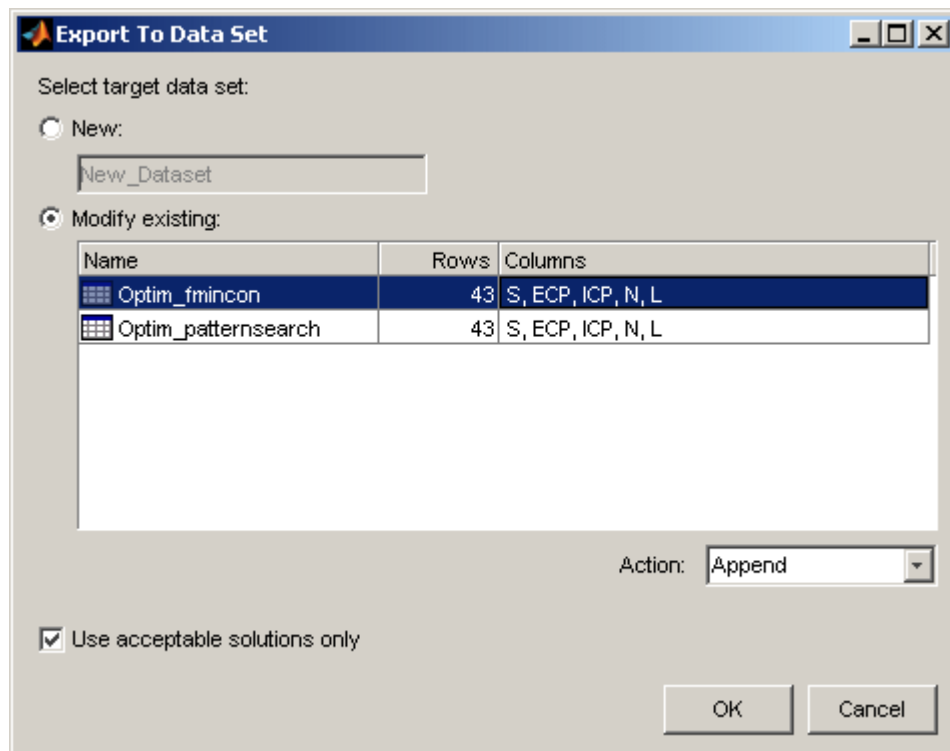 Export To Data Set
Select target data set:
New:
New_Dataset
Modify existing:
Name Rows Columns
Optim_fmincon 43 S, ECP, ICP, N, L
Optim_patternsearch 43 S, ECP, ICP, N, L
Action: Append
Use acceptable solutions only
OK Cancel